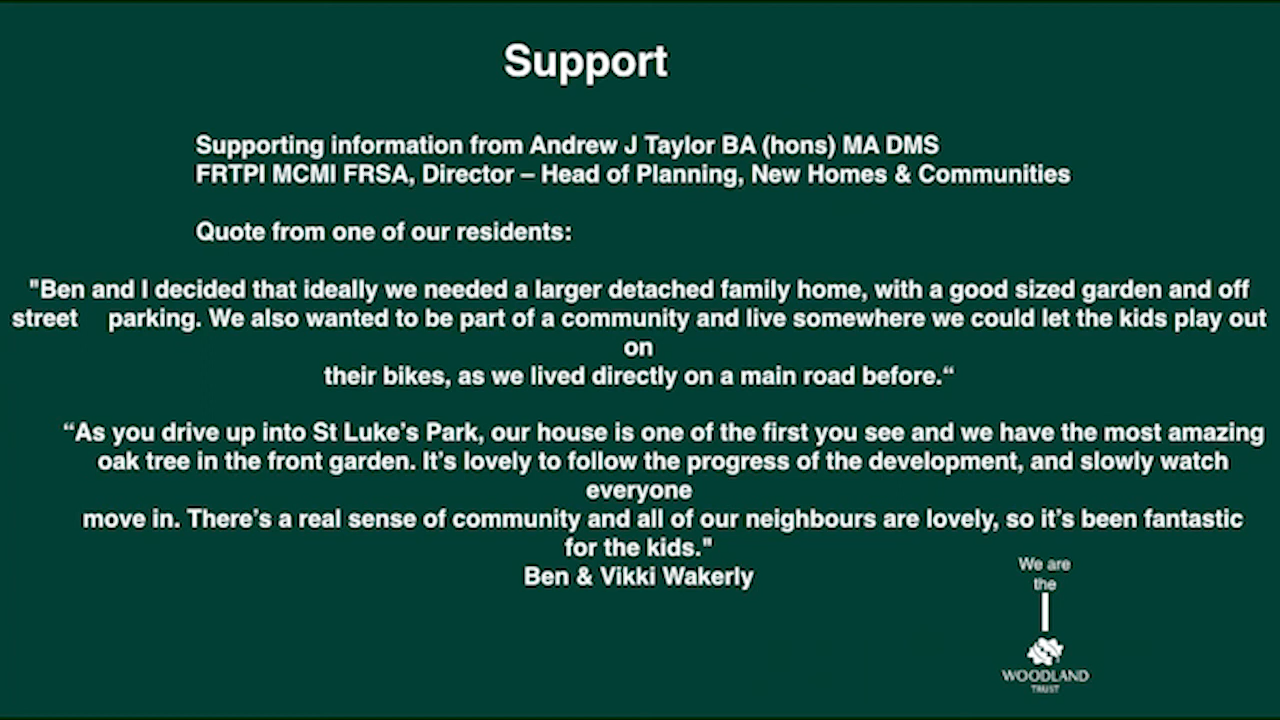 Support
Supporting information from Andrew J Taylor BA (hons) MA DMS
FRTPI MCMI FRSA, Director – Head of Planning, New Homes & Communities
Quote from one of our residents:
"Ben and I decided that ideally we needed a larger detached family home, with a good sized garden and off
street parking. We also wanted to be part of a community and live somewhere we could let the kids play out
on
their bikes, as we lived directly on a main road before.“
“As you drive up into St Luke’s Park, our house is one of the first you see and we have the most amazing
oak tree in the front garden. It’s lovely to follow the progress of the development, and slowly watch
everyone
move in. There’s a real sense of community and all of our neighbours are lovely, so it’s been fantastic
for the kids."
Ben & Vikki Wakerly
We are
the
WOODLAND
TRUST